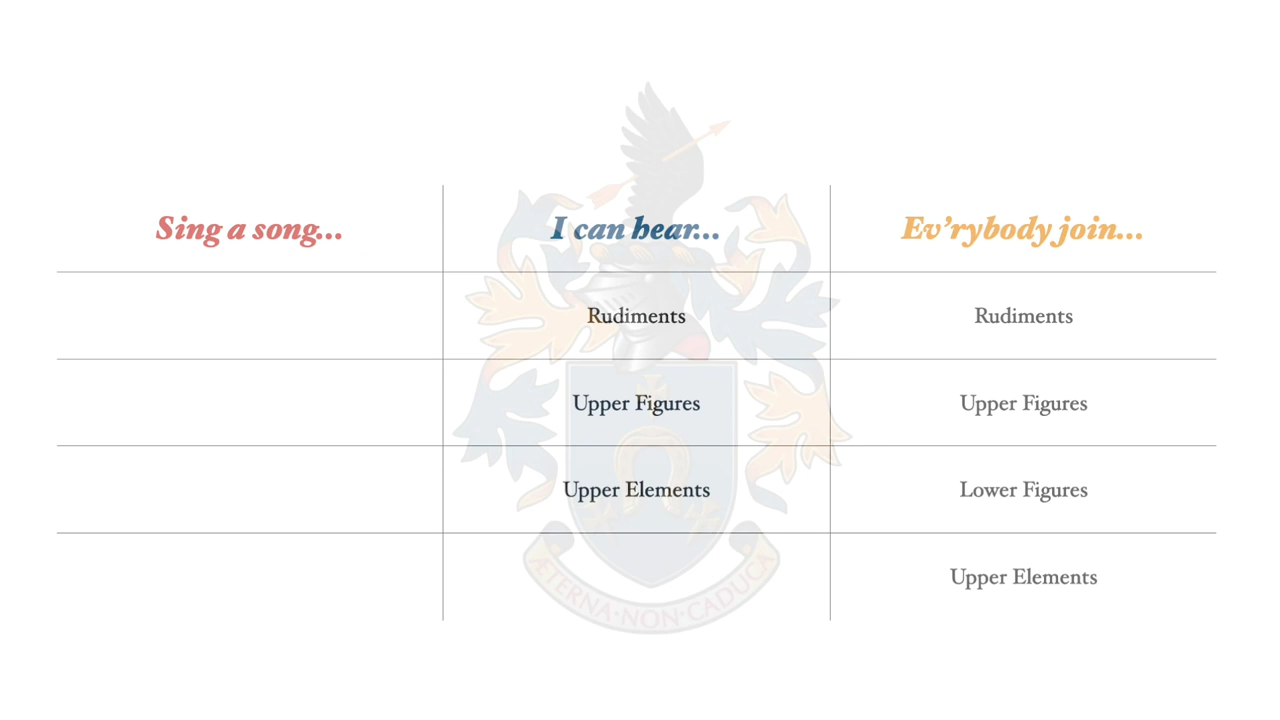 Sing a song...
I can hear...
Ev'rybody join...
Rudiments
Rudiments
Upper Figures
Upper Figures
Upper Elements
Lower Figures
Upper Elements
ÆTERNA·NON·CADUCA